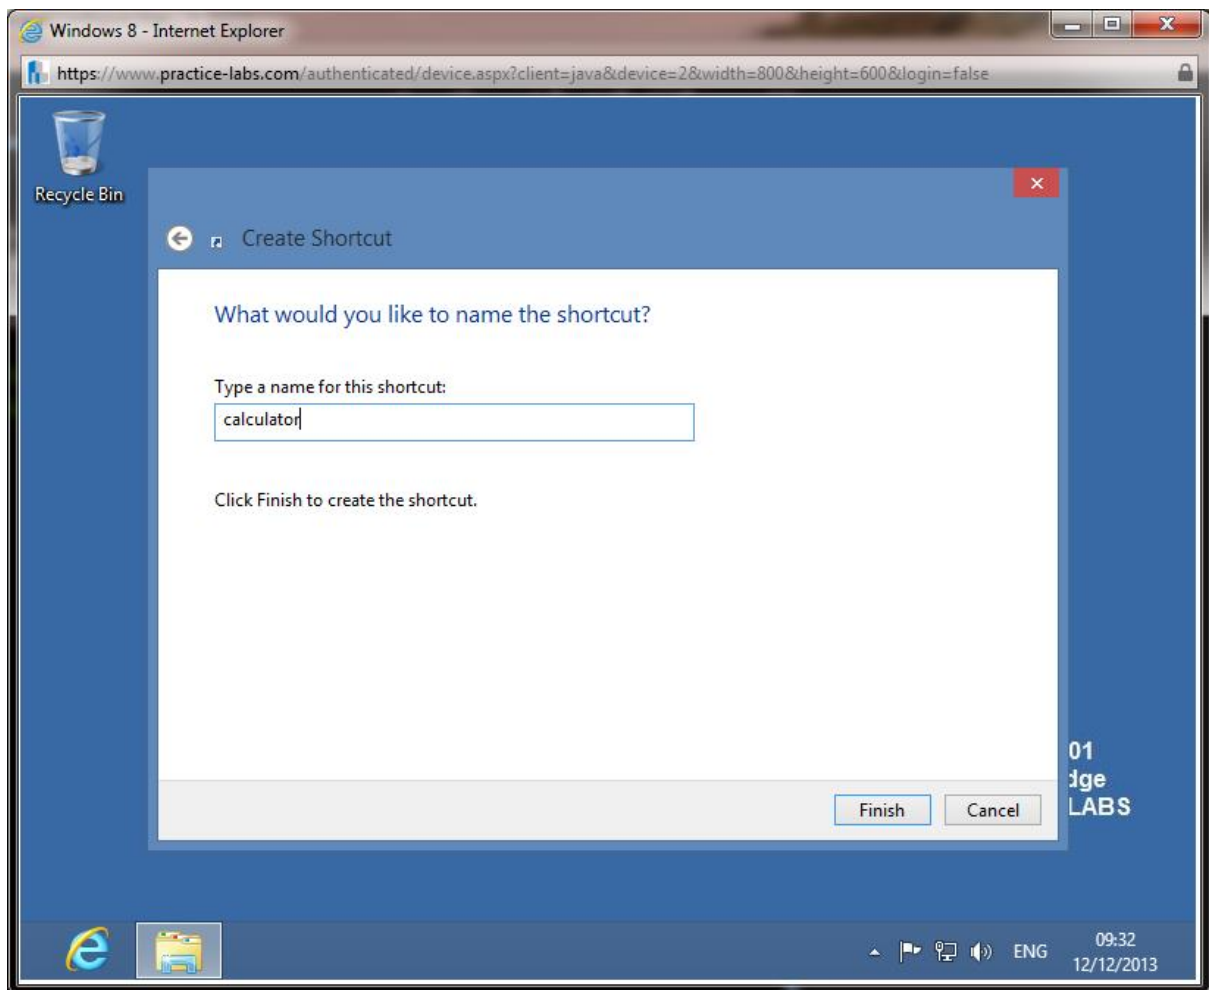 Windows 8 - Internet Explorer
https://www.practice-labs.com/authenticated/device.aspx?client=java&device=2&width=800&height=600&login=false
Recycle Bin
Create Shortcut
What would you like to name the shortcut?
Type a name for this shortcut:
calculator
Click Finish to create the shortcut.
01
dge
LABS
Finish Cancel
ENG
09:32
12/12/2013